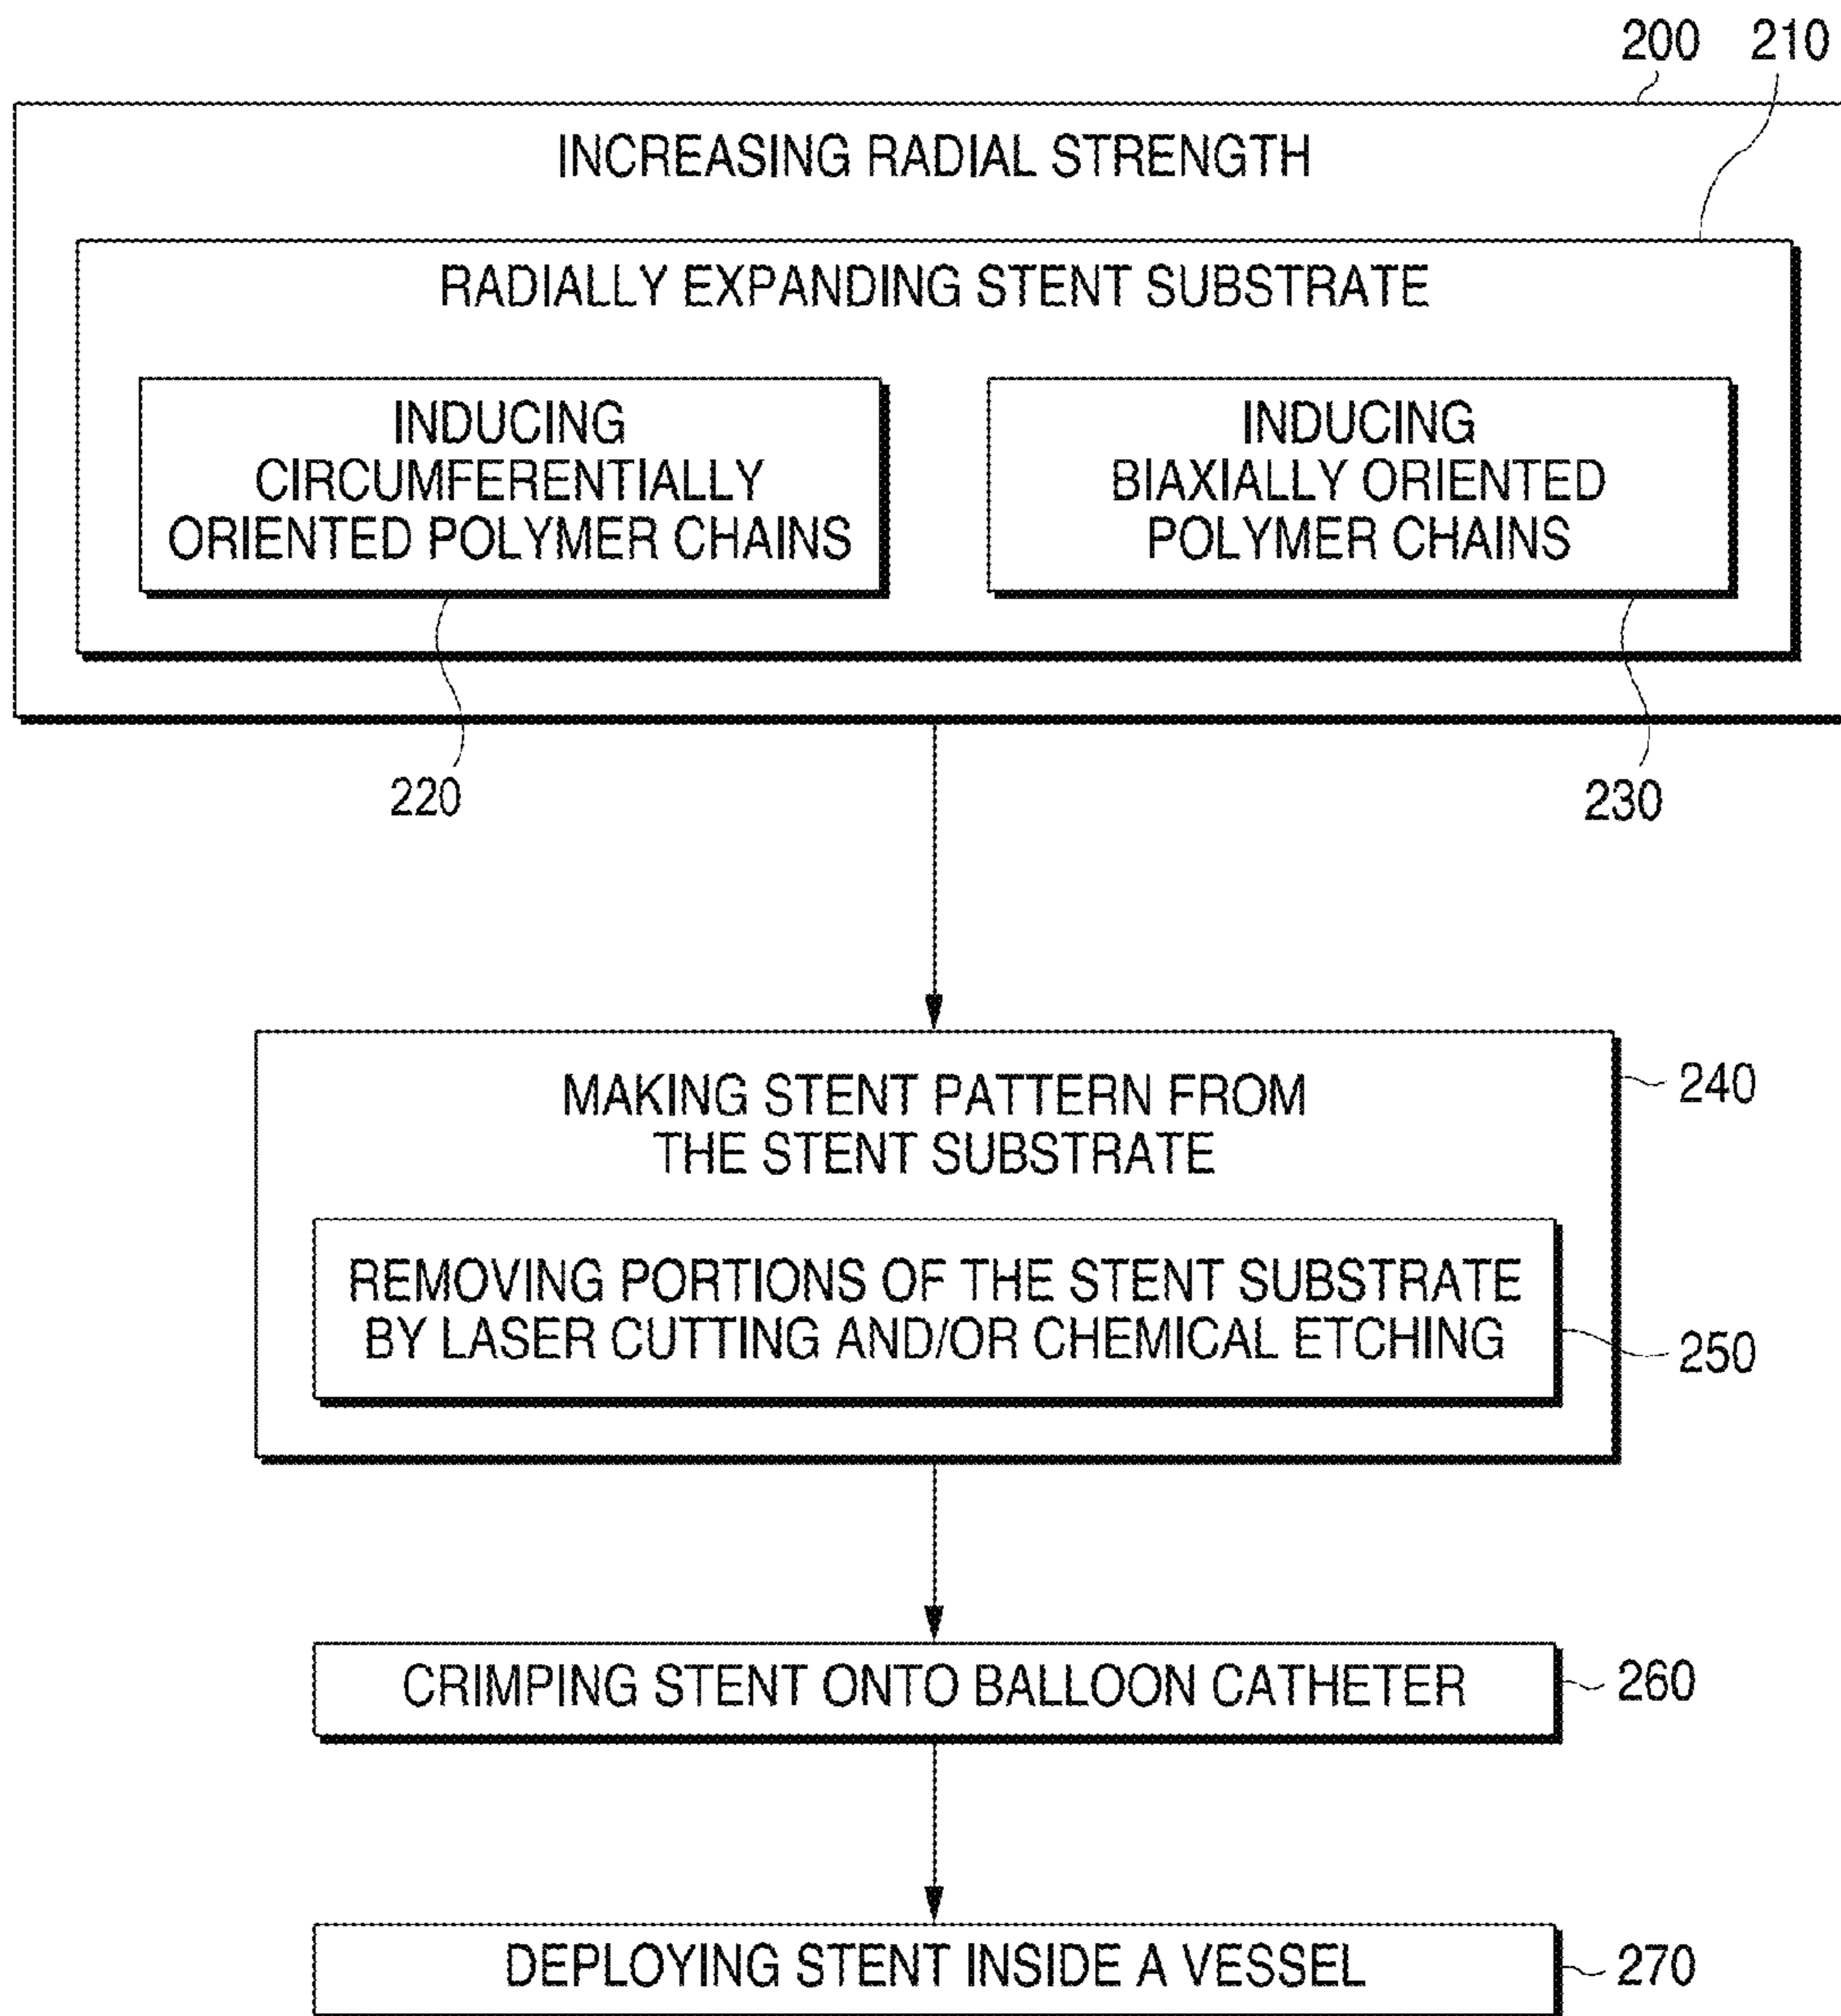 200 210
INCREASING RADIAL STRENGTH
RADIALLY EXPANDING STENT SUBSTRATE
INDUCING
CIRCUMFERENTIALLY
ORIENTED POLYMER CHAINS
INDUCING
BIAXIALLY ORIENTED
POLYMER CHAINS
220
230
MAKING STENT PATTERN FROM
THE STENT SUBSTRATE
240
REMOVING PORTIONS OF THE STENT SUBSTRATE
BY LASER CUTTING AND/OR CHEMICAL ETCHING
250
CRIMPING STENT ONTO BALLOON CATHETER
260
DEPLOYING STENT INSIDE A VESSEL
270